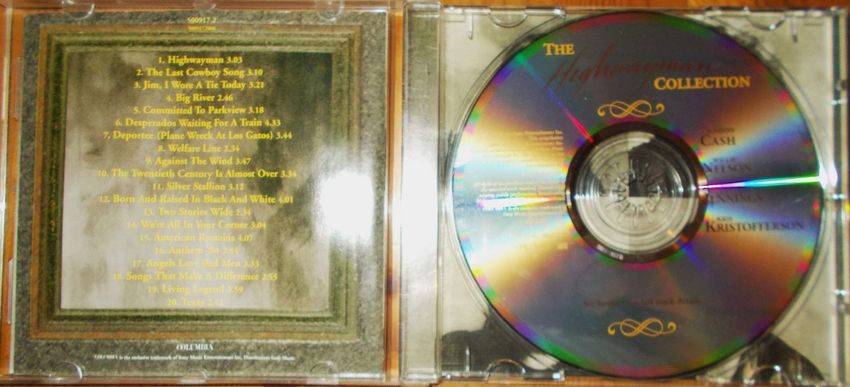 500917 2
1. Highwayman 3.03
2. The Last Cowboy Song 3.10
3. Jim, I Wore A Tie Today 3.21
4. Big River 2.46
5. Committed To Parkview 3.18
6. Desperados Waiting For A Train 4.33
7. Deportee (Plane Wreck At Los Gatos) 3.44
8. Welfare Line 2.34
9. Against The Wind 3.47
10. The Twentieth Century Is Almost Over 3.34
11. Silver Stallion 3.12
12. Born And Raised In Black And White 4.01
13. Two Stories Wide 2.34
14. We're All In Your Corner 3.04
15. American Remains 4.07
16. Anthem '84
17. Angels Love Bad Men 3.33
18. Songs That Make A Difference 2.55
19. Living Legend 2.59
20. Texas
COLUMBIA
THE
Highwayman
COLLECTION
CASH
NELSON
JENNINGS
KRIS
KRISTOFFERSON